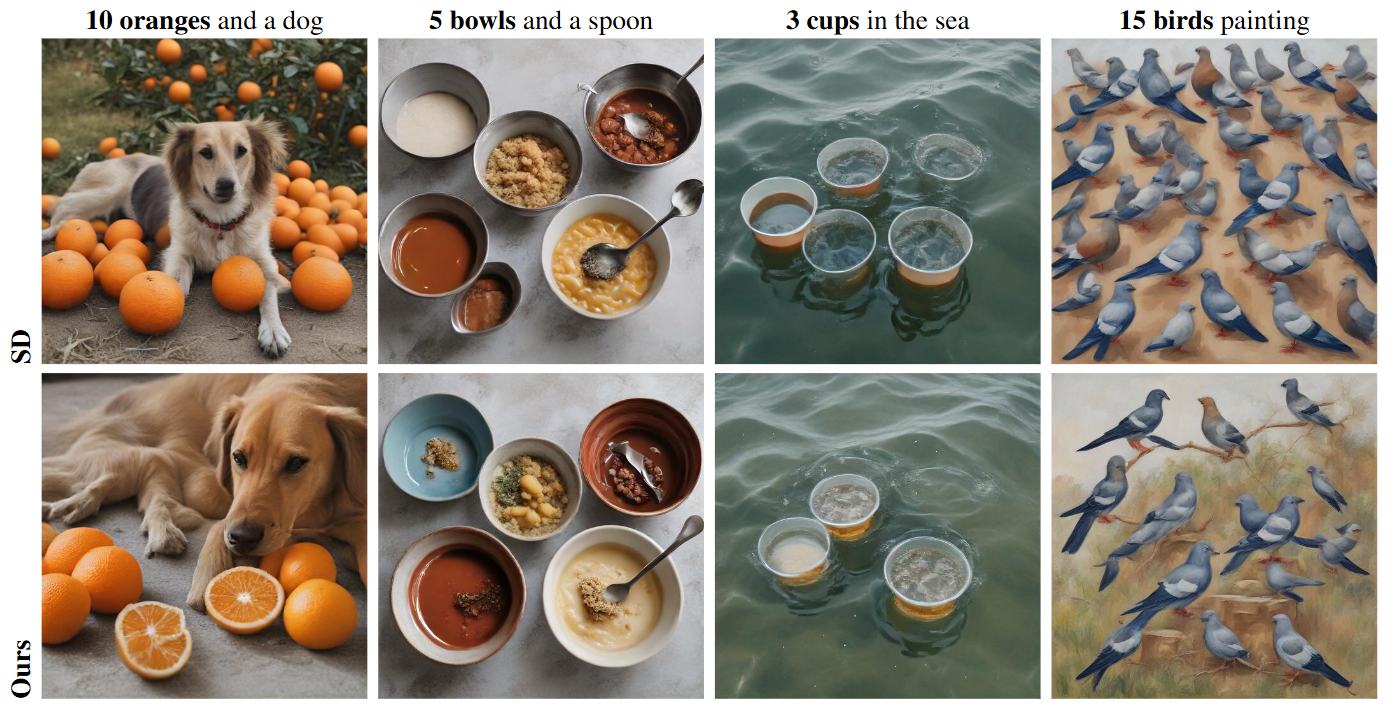 10 oranges and a dog
5 bowls and a spoon
3 cups in the sea
15 birds painting
SD
Ours